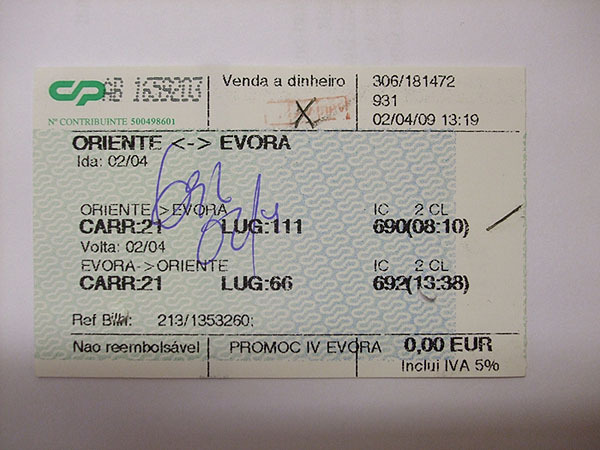 CP AB 1659203
Nº CONTRIBUINTE 500498601
Venda a dinheiro
306/181472
931
02/04/09 13:19
ORIENTE <-> EVORA
Ida: 02/04
ORIENTE->EVORA IC 2 CL
CARR:21 LUG:111 690(08:10)
Volta: 02/04
EVORA->ORIENTE IC 2 CL
CARR:21 LUG:66 692(13:38)
Ref Bilh: 213/1353260:
Nao reembolsável PROMOC IV EVORA 0,00 EUR
Inclui IVA 5%